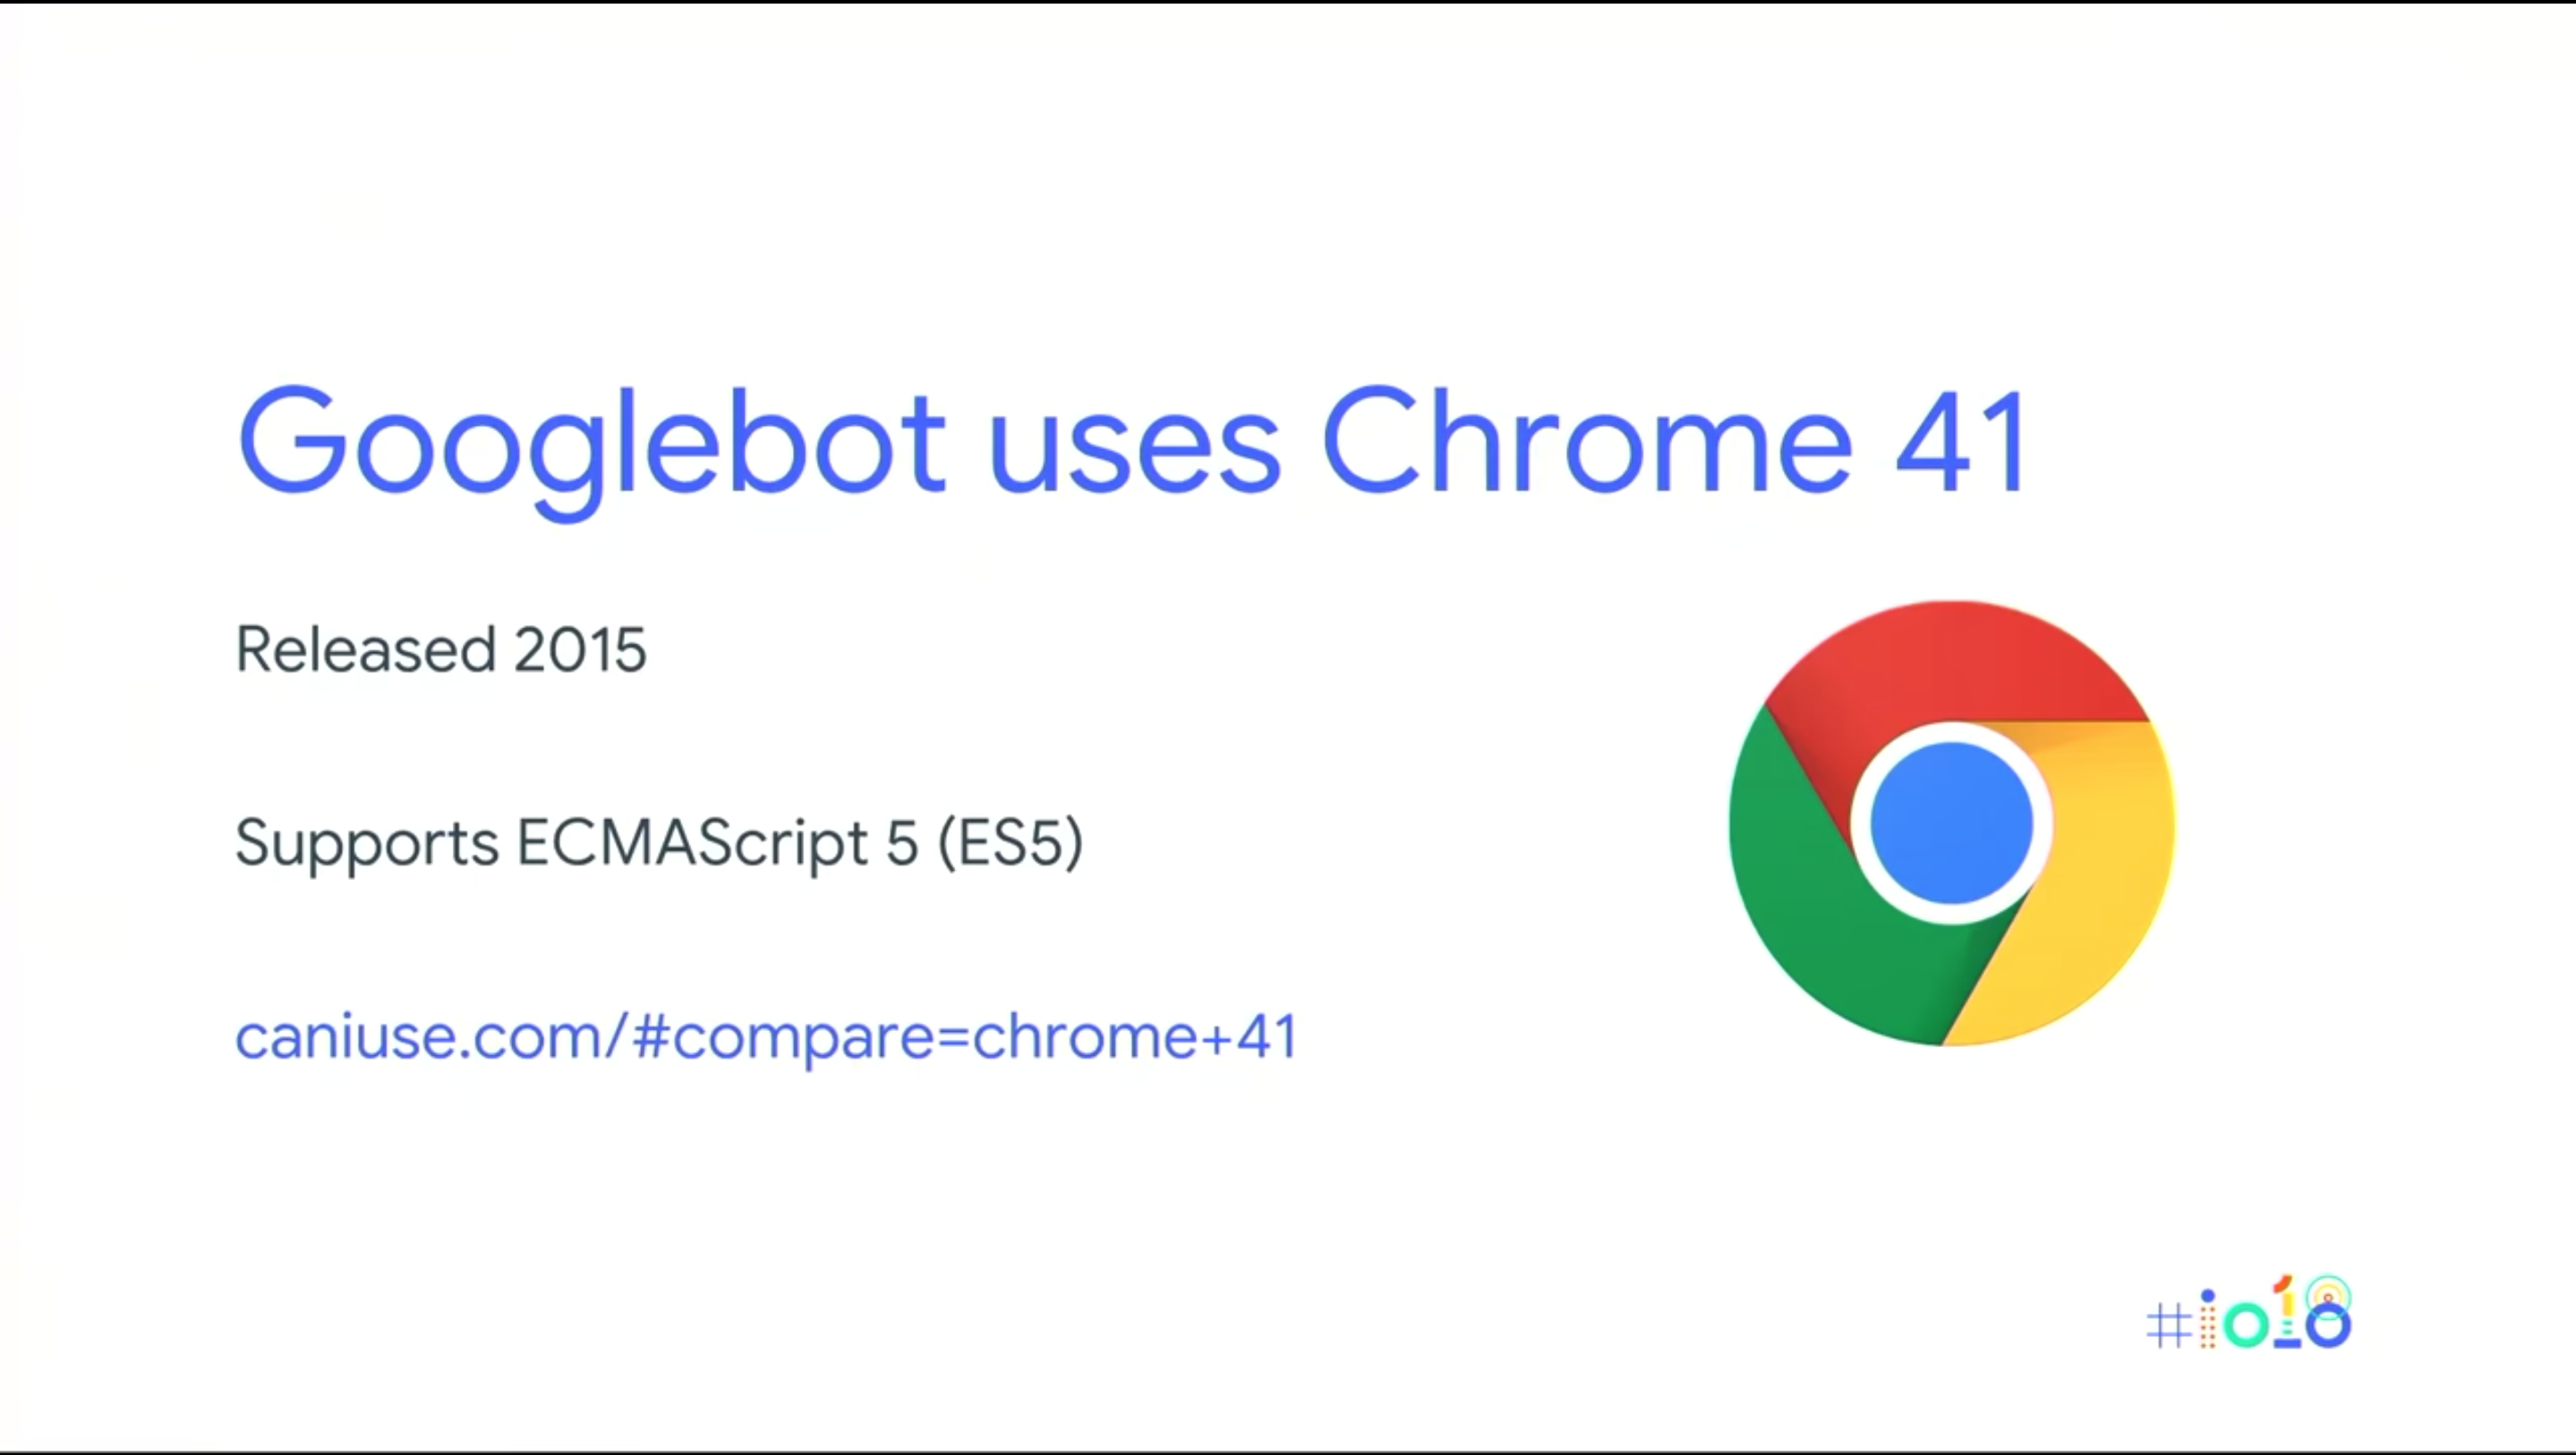 Googlebot uses Chrome 41
Released 2015
Supports ECMAScript 5 (ES5)
caniuse.com/#compare=chrome+41
#io18